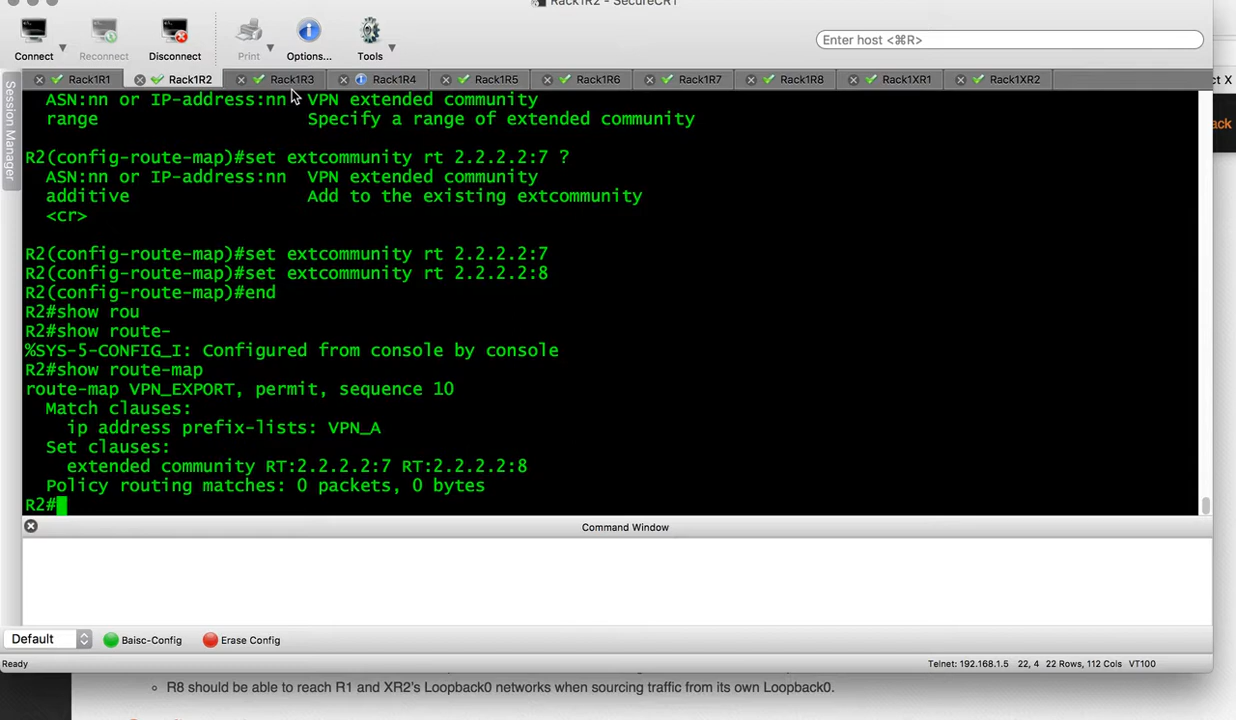 Rack1R2 - SecureCRT
Connect Reconnect Disconnect Print Options... Tools Enter host <⌘R>
Session Manager
Rack1R1 Rack1R2 Rack1R3 Rack1R4 Rack1R5 Rack1R6 Rack1R7 Rack1R8 Rack1XR1 Rack1XR2
ct X
ack
ASN:nn or IP-address:nn VPN extended community
range Specify a range of extended community
R2(config-route-map)#set extcommunity rt 2.2.2.2:7 ?
ASN:nn or IP-address:nn VPN extended community
additive Add to the existing extcommunity
<cr>
R2(config-route-map)#set extcommunity rt 2.2.2.2:7
R2(config-route-map)#set extcommunity rt 2.2.2.2:8
R2(config-route-map)#end
R2#show rou
R2#show route-
%SYS-5-CONFIG_I: Configured from console by console
R2#show route-map
route-map VPN_EXPORT, permit, sequence 10
Match clauses:
ip address prefix-lists: VPN_A
Set clauses:
extended community RT:2.2.2.2:7 RT:2.2.2.2:8
Policy routing matches: 0 packets, 0 bytes
R2#
Command Window
Default Baisc-Config Erase Config
Ready Telnet: 192.168.1.5 22, 4 22 Rows, 112 Cols VT100
R8 should be able to reach R1 and XR2's Loopback0 networks when sourcing traffic from its own Loopback0.